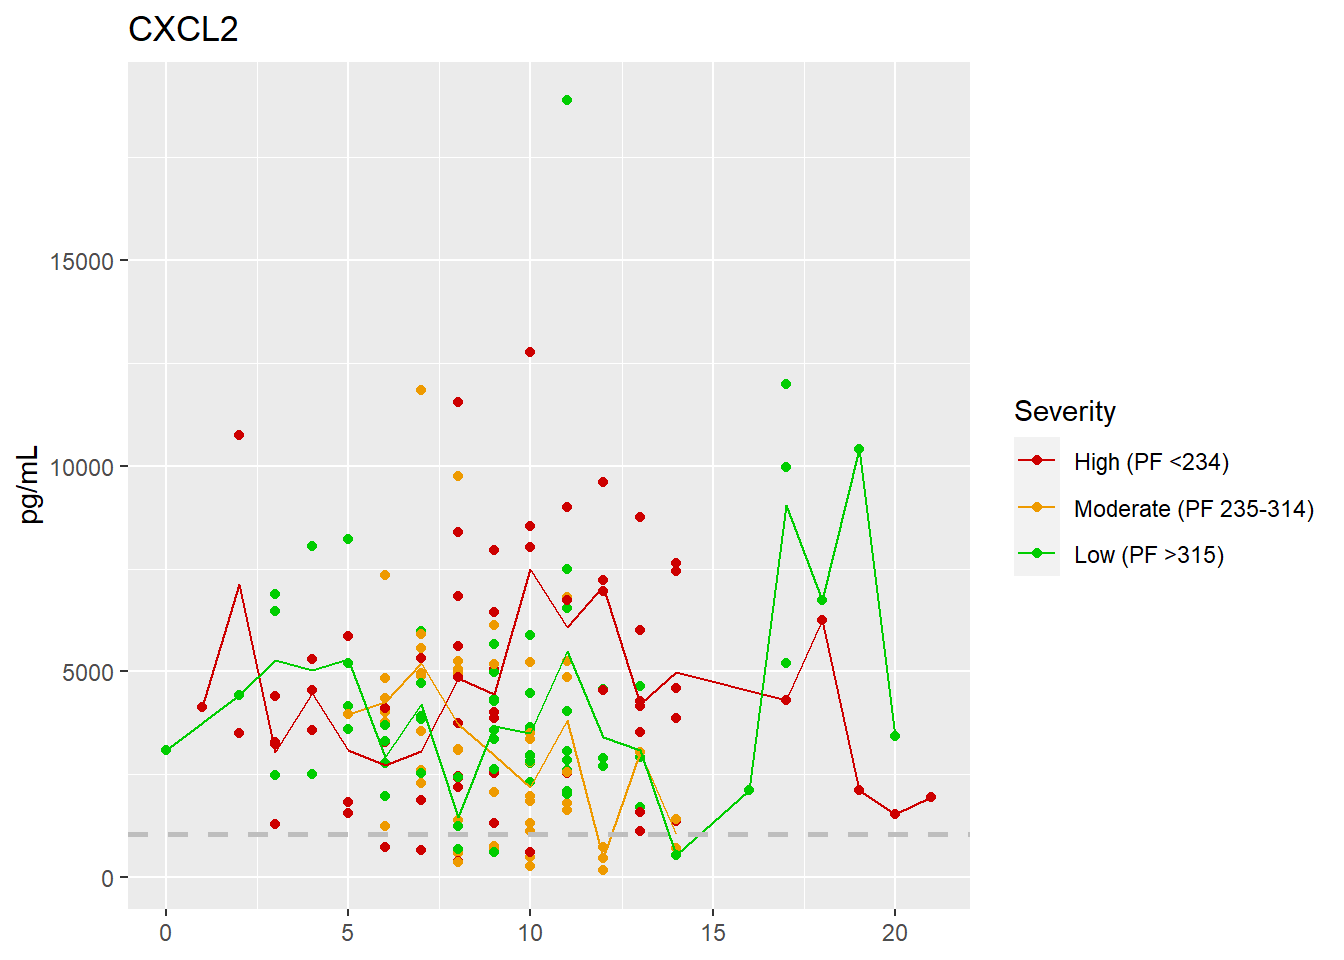 CXCL2
15000
10000
5000
0
pg/mL
0 5 10 15 20
Severity
High (PF <234)
Moderate (PF 235-314)
Low (PF >315)